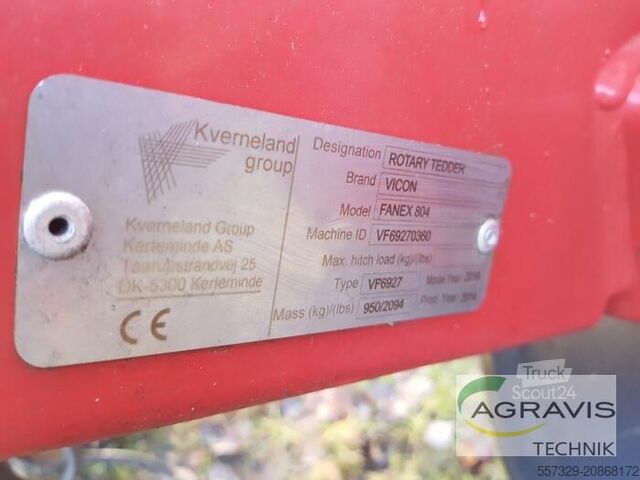 Kverneland
group
Kverneland Group
Kerteminde AS
Taarupstrandvej 25
DK-5300 Kerteminde
CE
Designation ROTARY TEDDER
Brand VICON
Model FANEX 804
Machine ID VF69270360
Max. hitch load (kg)/(lbs)
Type VF6927 Model Year
Mass (kg)/(lbs) 950/2094 Prod. Year
Truck
Scout24
AGRAVIS
TECHNIK
557329-20868172